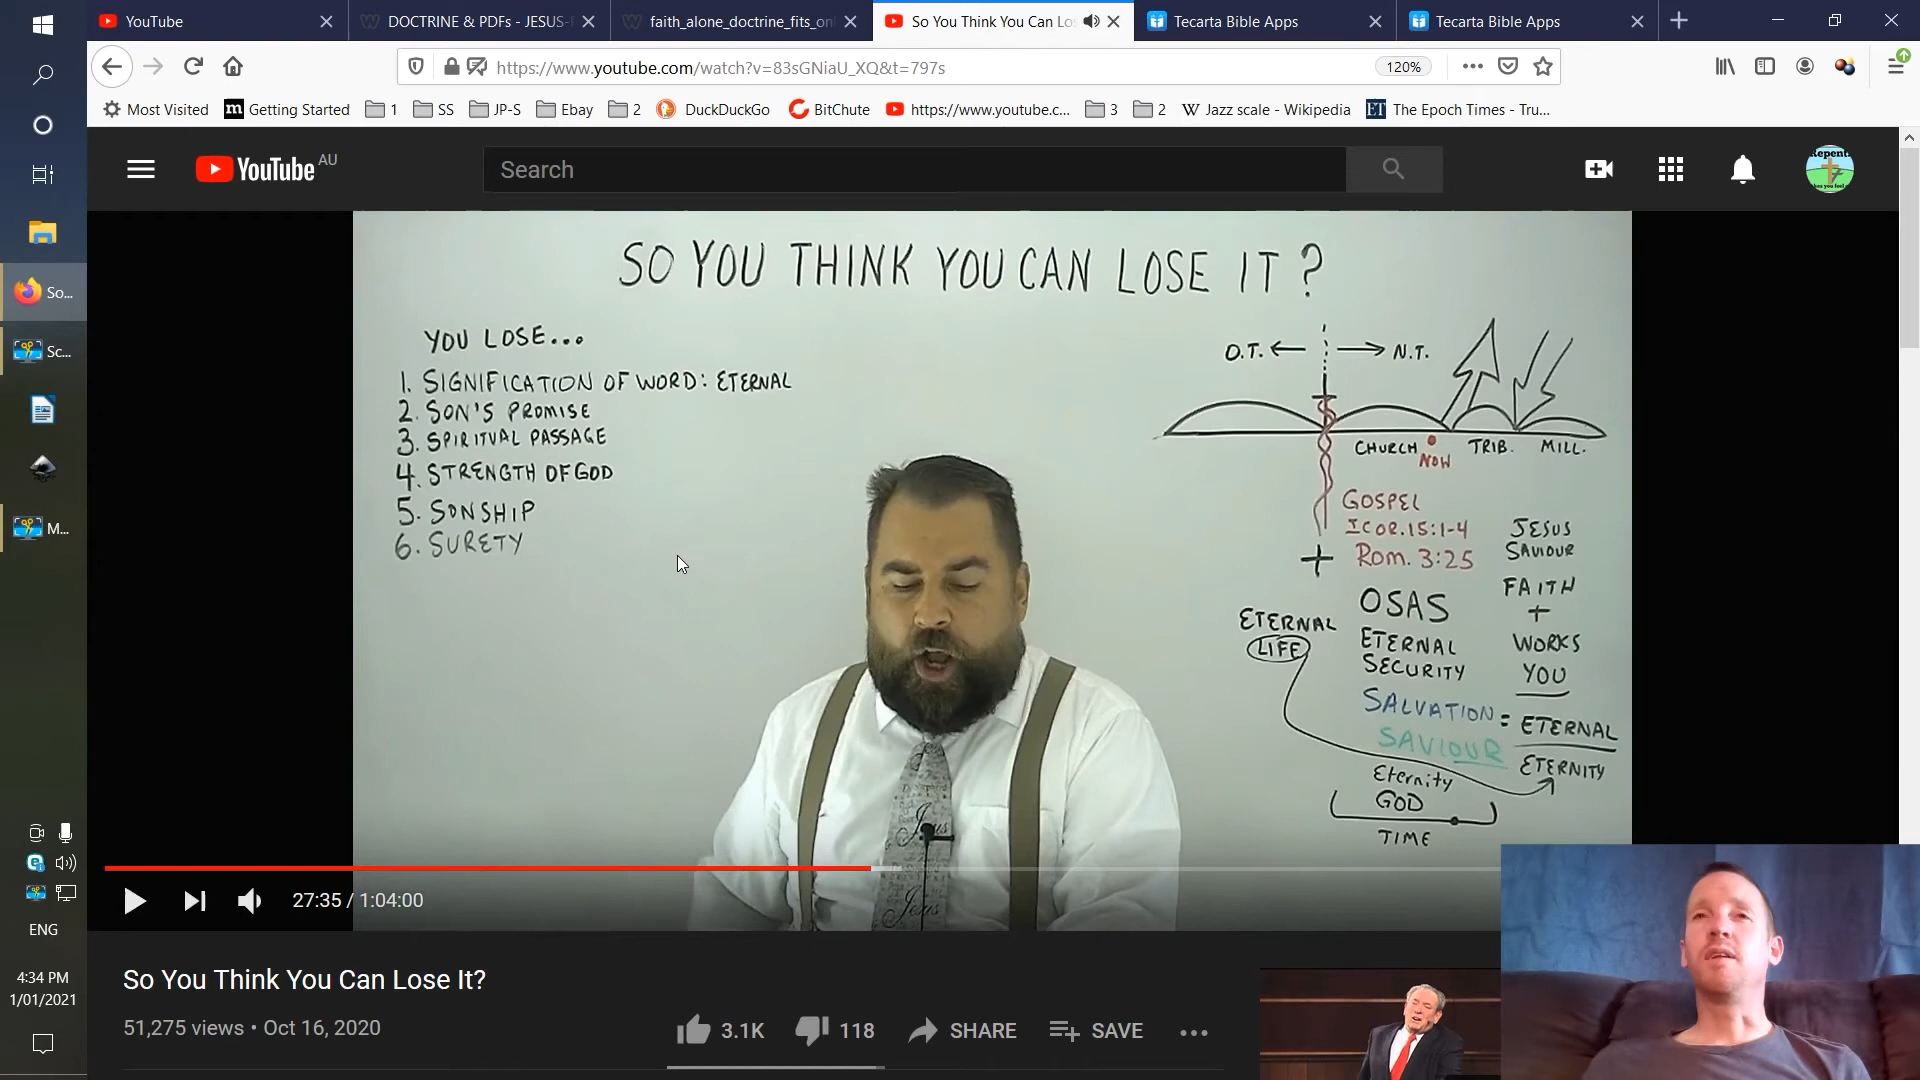 YouTube
DOCTRINE & PDFs - JESUS-
faith_alone_doctrine_fits_on
So You Think You Can Los
Tecarta Bible Apps
Tecarta Bible Apps
https://www.youtube.com/watch?v=83sGNiaU_XQ&t=797s
120%
Most Visited
m Getting Started
1
SS
JP-S
Ebay
2
DuckDuckGo
BitChute
https://www.youtube.c...
3
2
W Jazz scale - Wikipedia
ET The Epoch Times - Tru...
YouTube AU
Search
Repent
So...
Sc...
M...
SO YOU THINK YOU CAN LOSE IT?
YOU LOSE...
1. SIGNIFICATION OF WORD: ETERNAL
2. SON'S PROMISE
3. SPIRITUAL PASSAGE
4. STRENGTH OF GOD
5. SONSHIP
6. SURETY
O.T. ← → N.T.
CHURCH
NOW
TRIB.
MILL.
GOSPEL
I COR. 15:1-4
Rom. 3:25
JESUS
SAVIOUR
FAITH
+
WORKS
YOU
OSAS
ETERNAL
SECURITY
ETERNAL
LIFE
SALVATION = ETERNAL
SAVIOUR
ETERNITY
Eternity
GOD
TIME
Jesus
Jesus
27:35 / 1:04:00
So You Think You Can Lose It?
51,275 views • Oct 16, 2020
3.1K
118
SHARE
SAVE
ENG
4:34 PM
1/01/2021